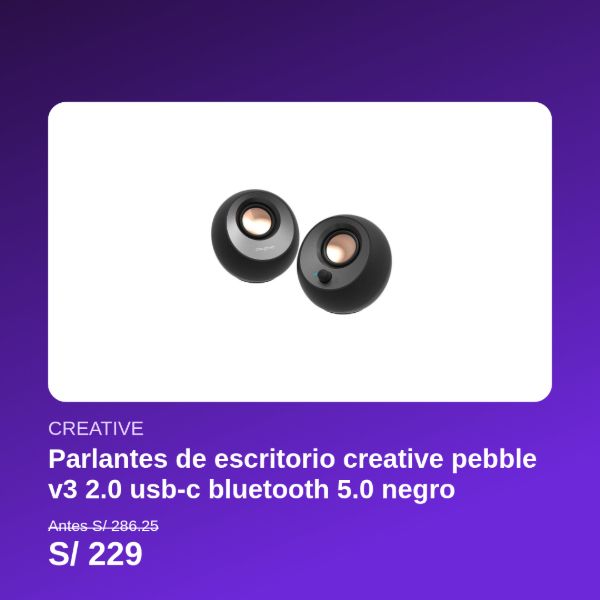 CREATIVE
Parlantes de escritorio creative pebble
v3 2.0 usb-c bluetooth 5.0 negro
Antes S/ 286.25
S/ 229